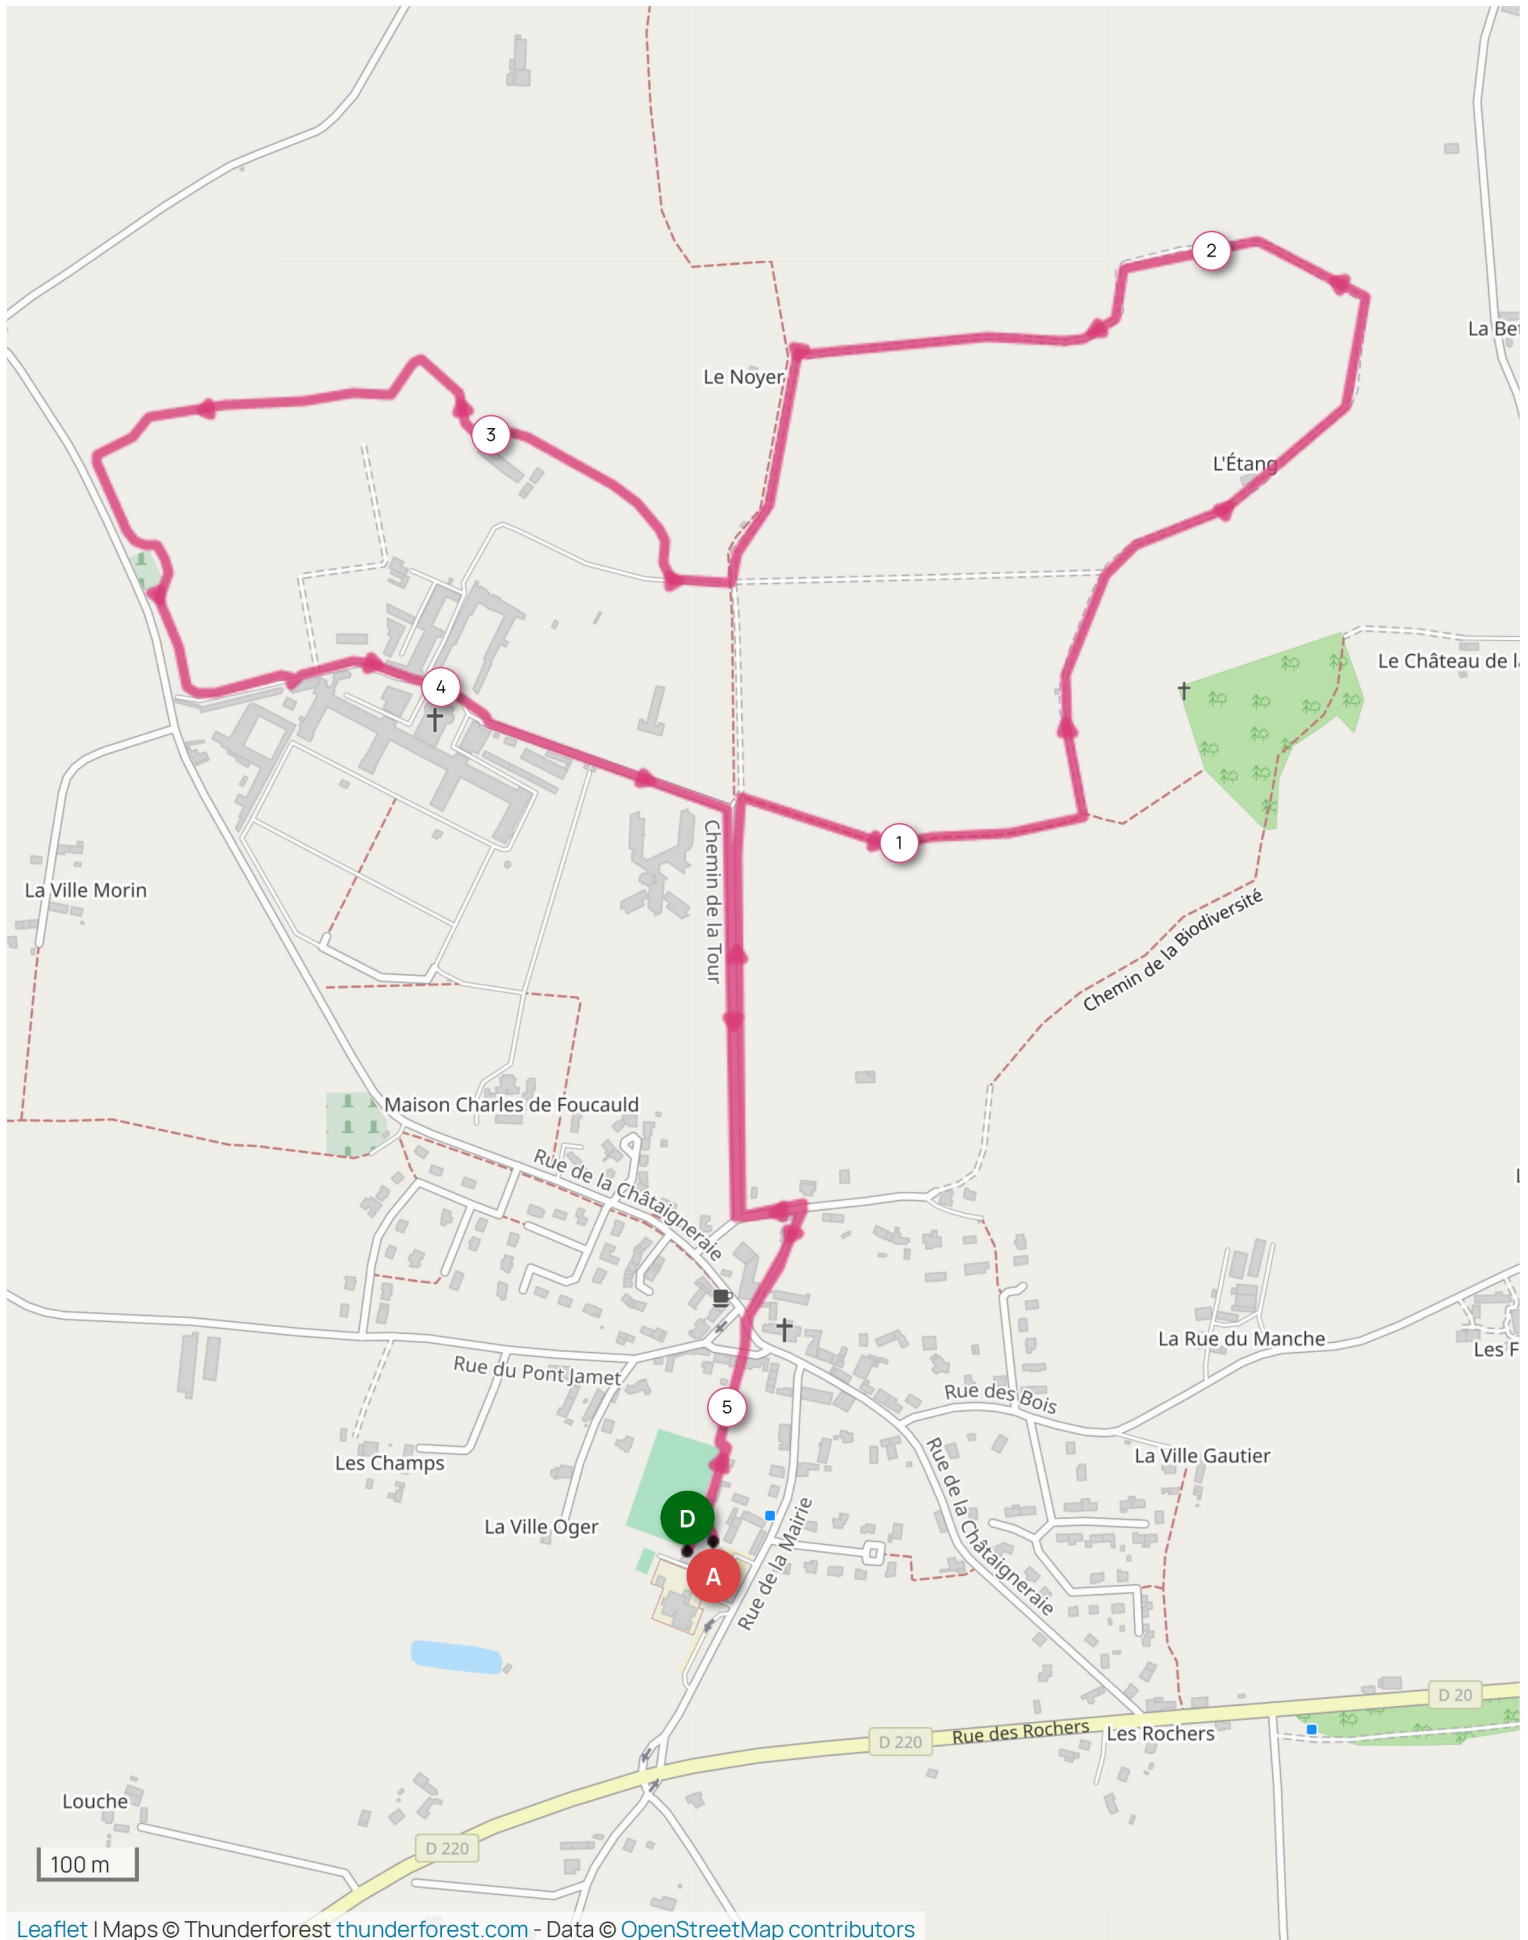 2
La Bet
Le Noyer
3
L'Étang
Le Château de la
4
1
Chemin de la Tour
La Ville Morin
Chemin de la Biodiversité
Maison Charles de Foucauld
Rue de la Châtaigneraie
L
La Rue du Manche
Les F
Rue du Pont Jamet
Rue des Bois
5
La Ville Gautier
Les Champs
Rue de la Châtaigneraie
La Ville Oger
D
Rue de la Mairie
A
D 20
Rue des Rochers
Les Rochers
D 220
Louche
D 220
100 m
Leaflet | Maps © Thunderforest thunderforest.com - Data © OpenStreetMap contributors